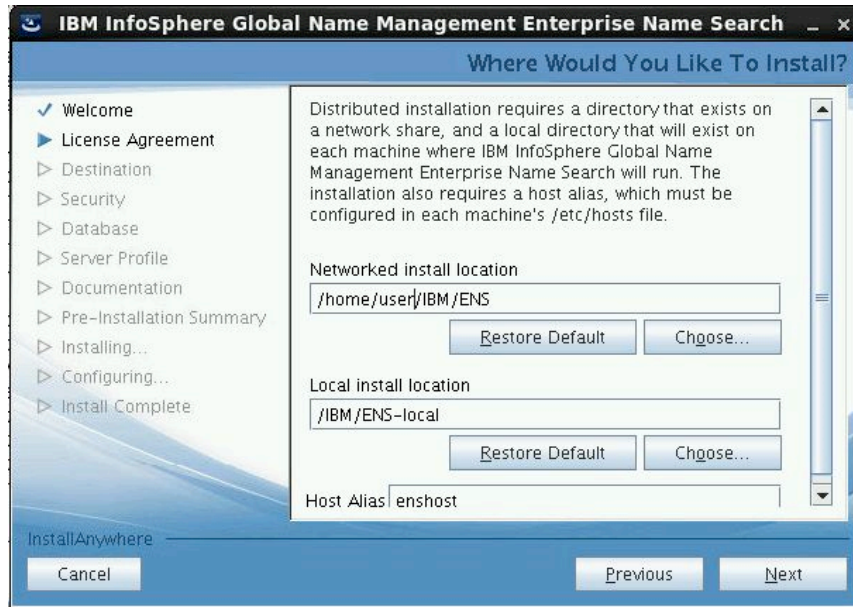 IBM InfoSphere Global Name Management Enterprise Name Search
Where Would You Like To Install?
Welcome
License Agreement
Destination
Security
Database
Server Profile
Documentation
Pre-Installation Summary
Installing...
Configuring...
Install Complete
Distributed installation requires a directory that exists on
a network share, and a local directory that will exist on
each machine where IBM InfoSphere Global Name
Management Enterprise Name Search will run. The
installation also requires a host alias, which must be
configured in each machine's /etc/hosts file.
Networked install location
/home/user/IBM/ENS
Restore Default Choose...
Local install location
/IBM/ENS-local
Restore Default Choose...
Host Alias enshost
InstallAnywhere
Cancel Previous Next